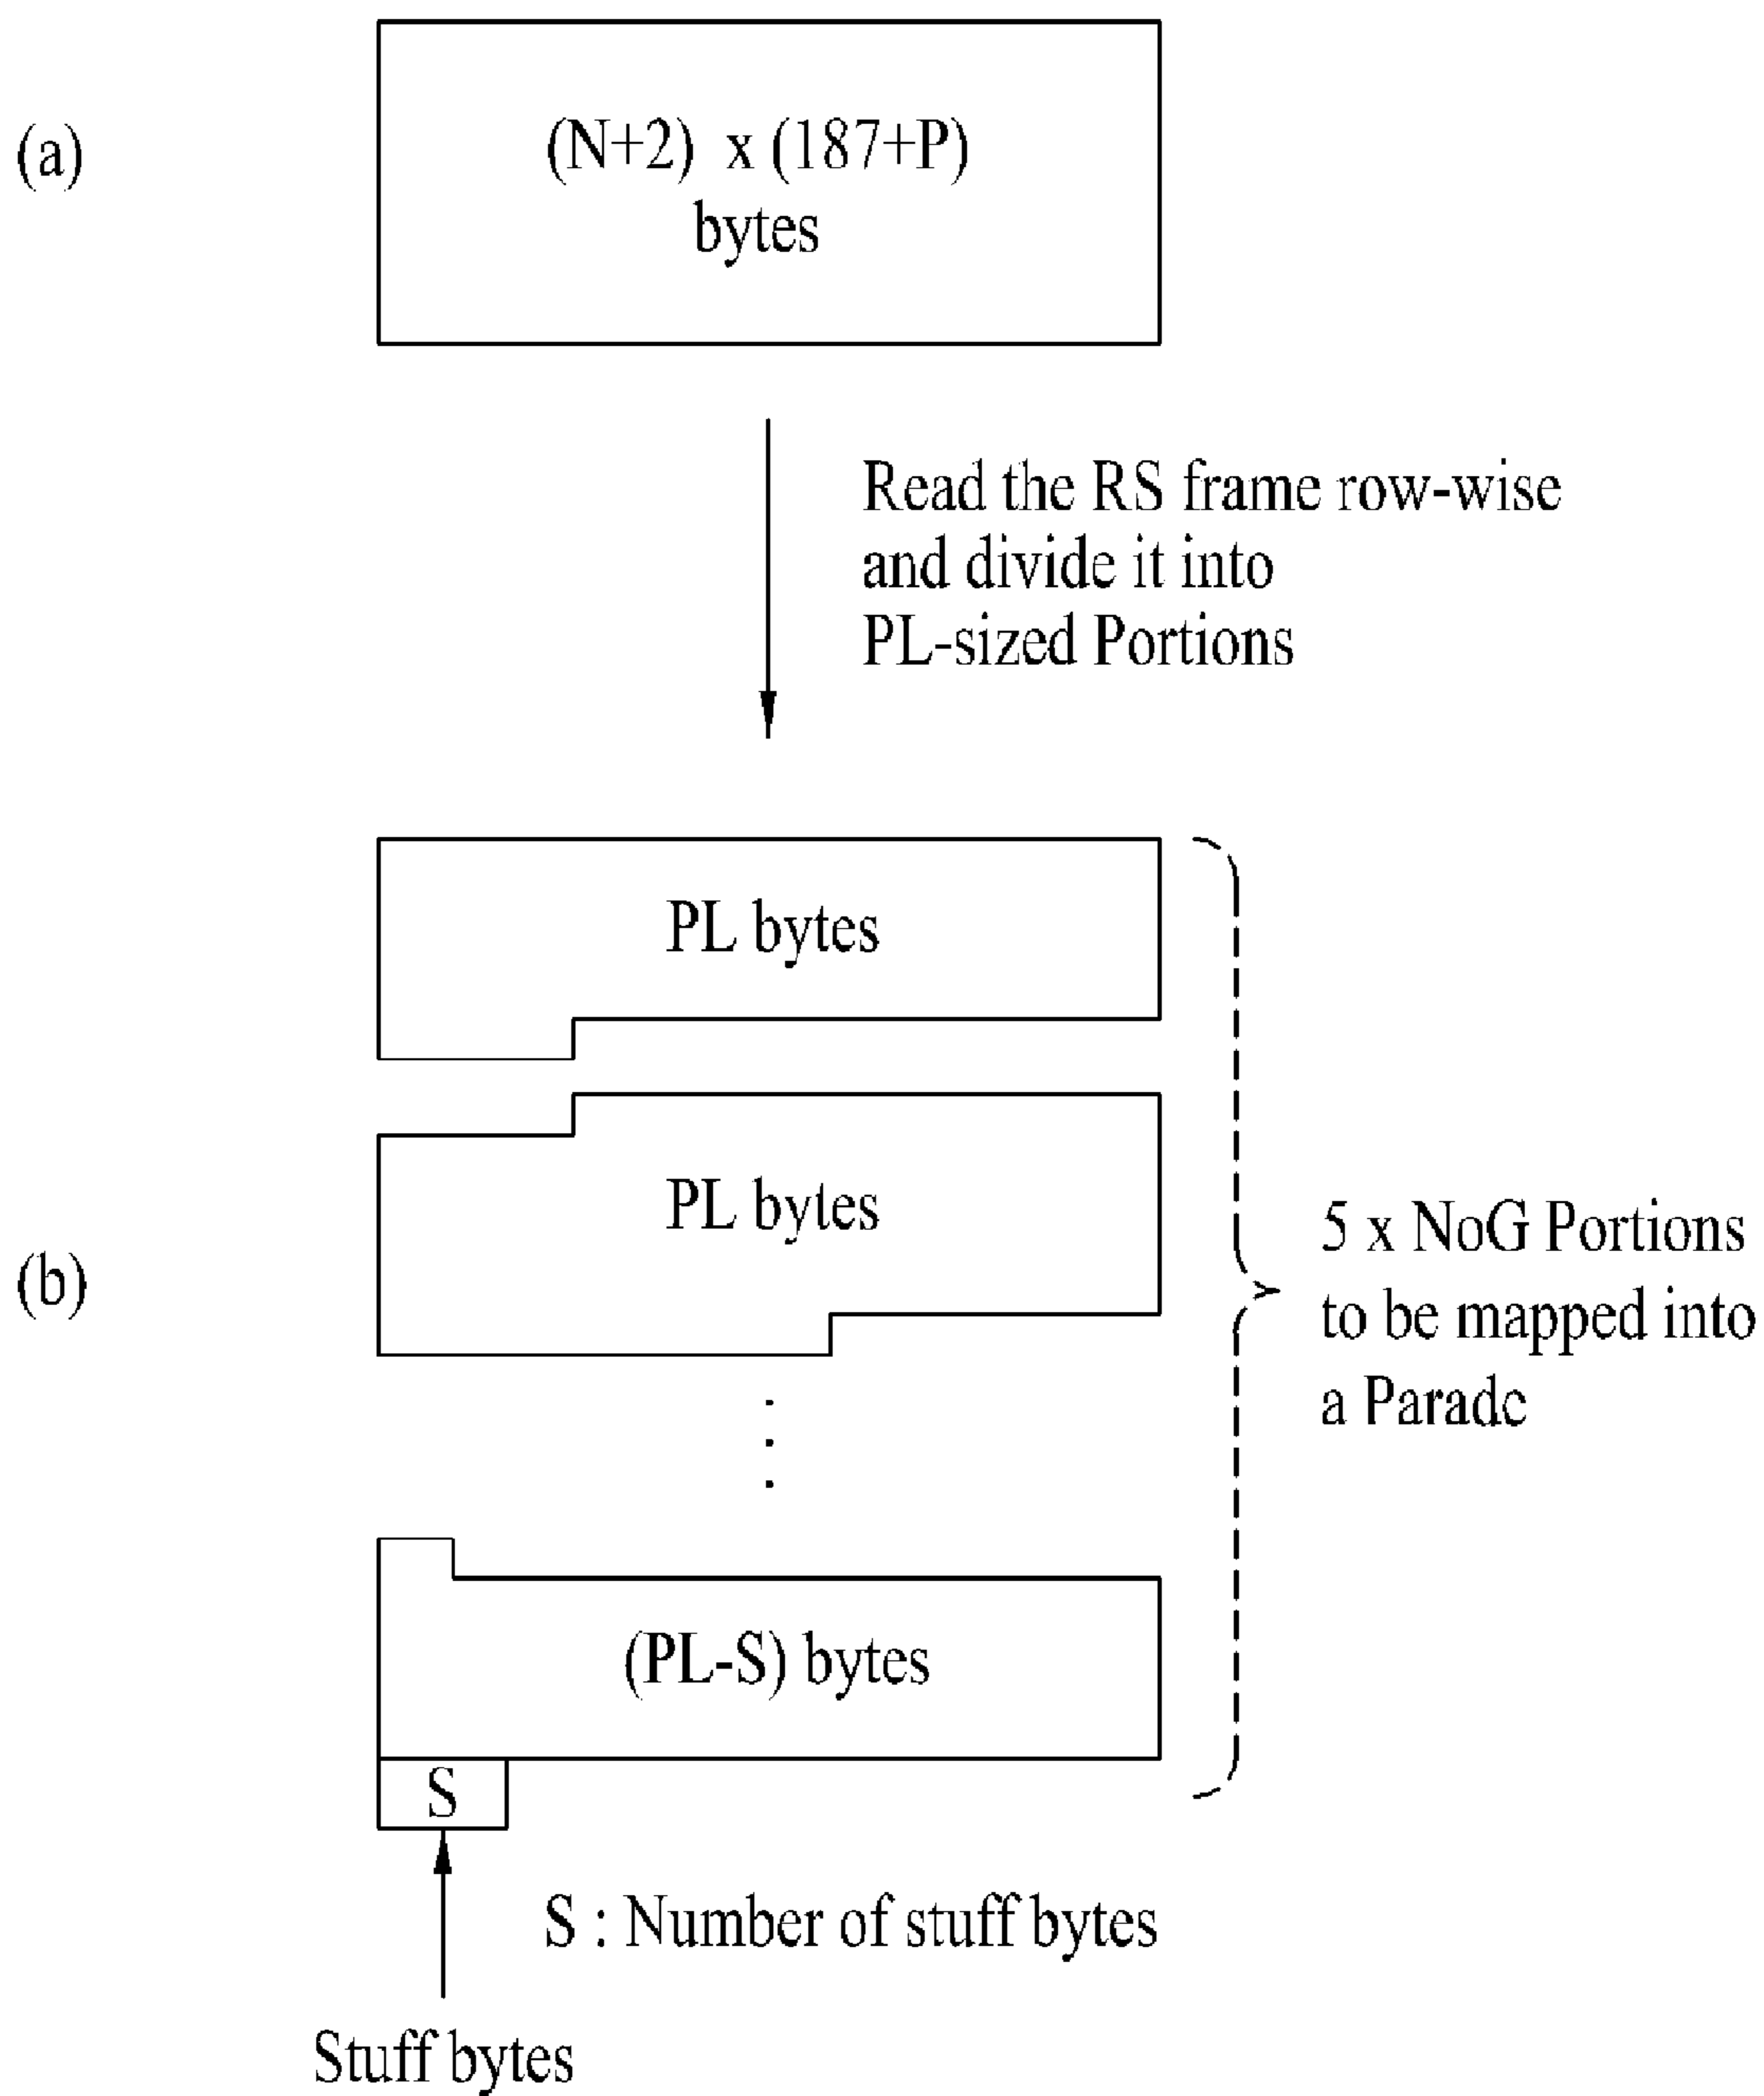 (a)
(N+2) x (187+P)
bytes
Read the RS frame row-wise
and divide it into
PL-sized Portions
PL bytes
PL bytes
(b)
5 x NoG Portions
to be mapped into
a Parade
(PL-S) bytes
S
S : Number of stuff bytes
Stuff bytes